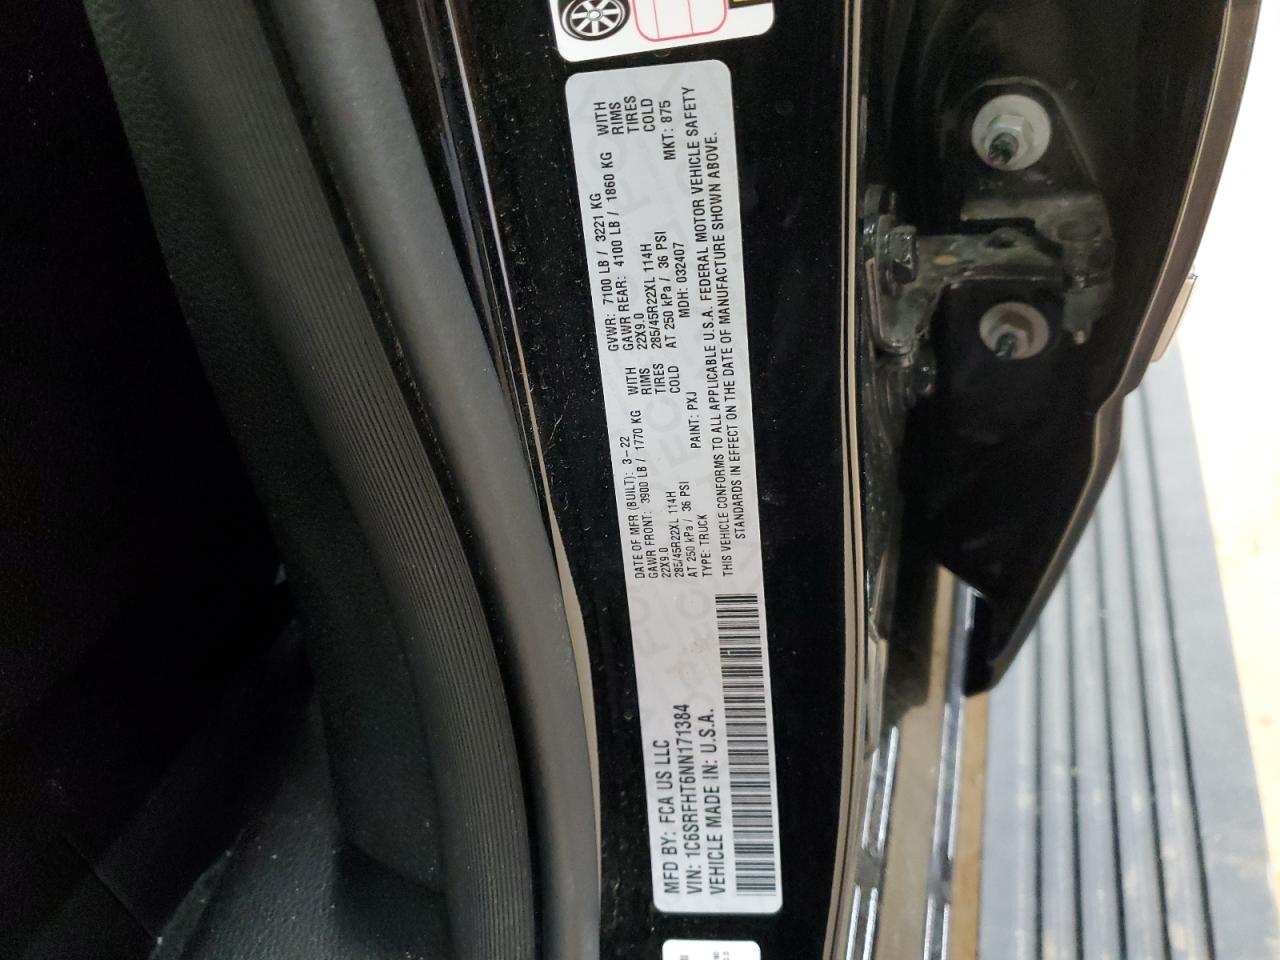 MFD BY: FCA US LLC
VIN: 1C6SRFHT6NN171384
VEHICLE MADE IN: U.S.A.
DATE OF MFR (BUILT): 3-22
GAWR FRONT: 3900 LB / 1770 KG WITH
22X9.0 RIMS
285/45R22XL 114H TIRES
AT 250 kPa / 36 PSI COLD
GVWR: 7100 LB / 3221 KG
GAWR REAR: 4100 LB / 1860 KG WITH
22X9.0 RIMS
285/45R22XL 114H TIRES
AT 250 kPa / 36 PSI COLD
TYPE: TRUCK PAINT: PXJ MDH: 032407 MKT: 875
THIS VEHICLE CONFORMS TO ALL APPLICABLE U.S.A. FEDERAL MOTOR VEHICLE SAFETY
STANDARDS IN EFFECT ON THE DATE OF MANUFACTURE SHOWN ABOVE.